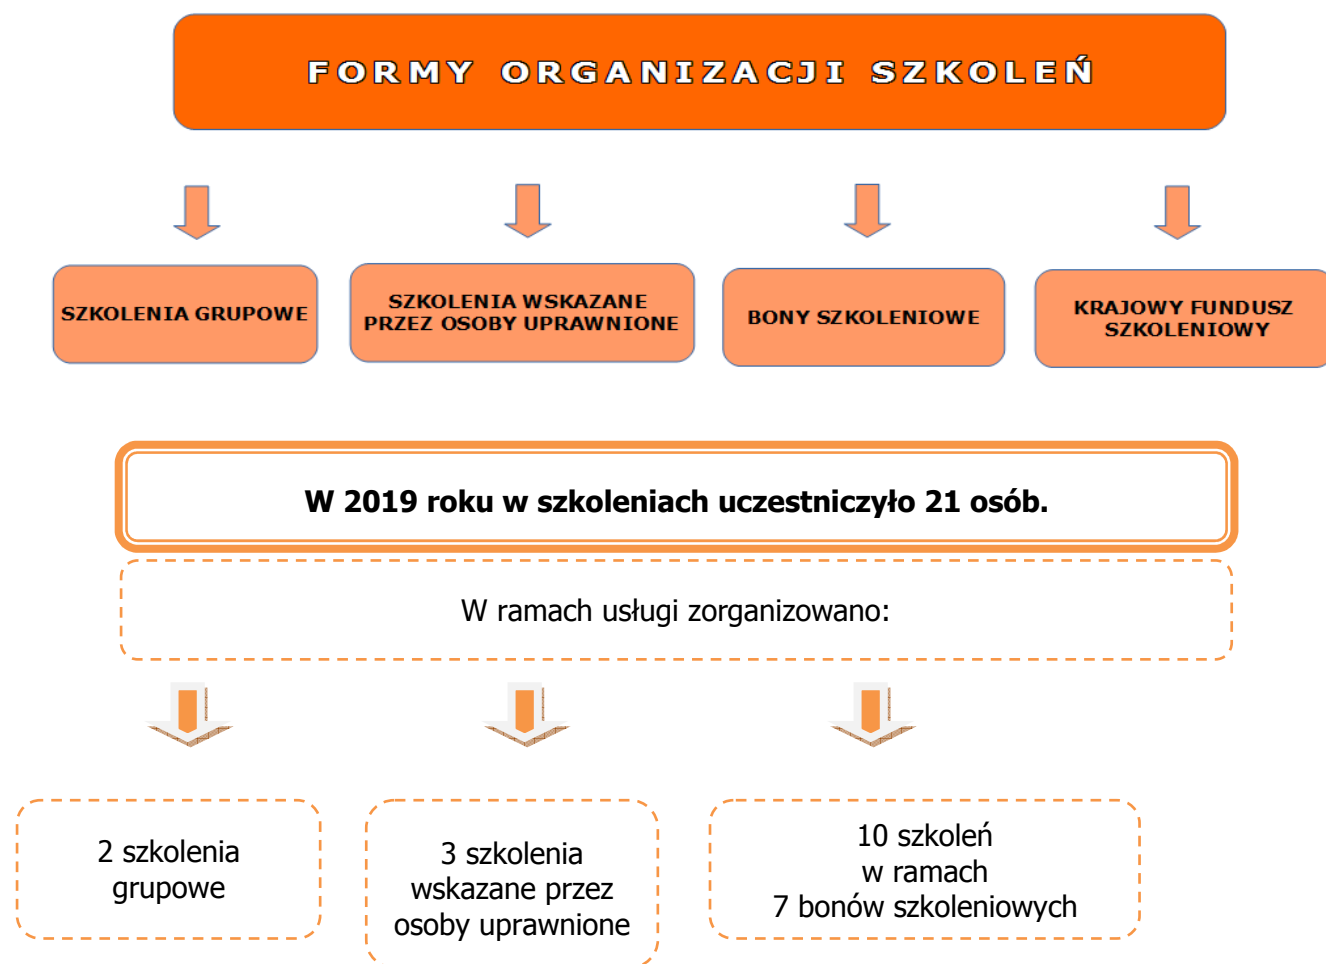 FORMY ORGANIZACJI SZKOLEŃ
SZKOLENIA GRUPOWE
SZKOLENIA WSKAZANE
PRZEZ OSOBY UPRAWNIONE
BONY SZKOLENIOWE
KRAJOWY FUNDUSZ
SZKOLENIOWY
W 2019 roku w szkoleniach uczestniczyło 21 osób.
W ramach usługi zorganizowano:
2 szkolenia
grupowe
3 szkolenia
wskazane przez
osoby uprawnione
10 szkoleń
w ramach
7 bonów szkoleniowych